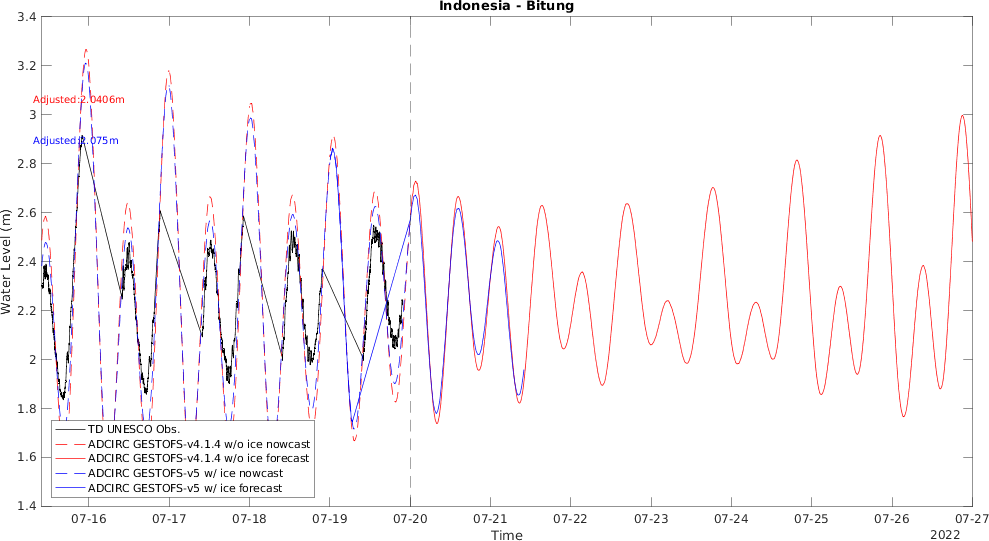 Indonesia - Bitung
3.4
3.2
3
2.8
2.6
2.4
2.2
2
1.8
1.6
1.4
Water Level (m)
Adjusted:2.0406m
Adjusted:2.075m
TD UNESCO Obs.
ADCIRC GESTOFS-v4.1.4 w/o ice nowcast
ADCIRC GESTOFS-v4.1.4 w/o ice forecast
ADCIRC GESTOFS-v5 w/ ice nowcast
ADCIRC GESTOFS-v5 w/ ice forecast
07-16 07-17 07-18 07-19 07-20 07-21 07-22 07-23 07-24 07-25 07-26 07-27
Time
2022